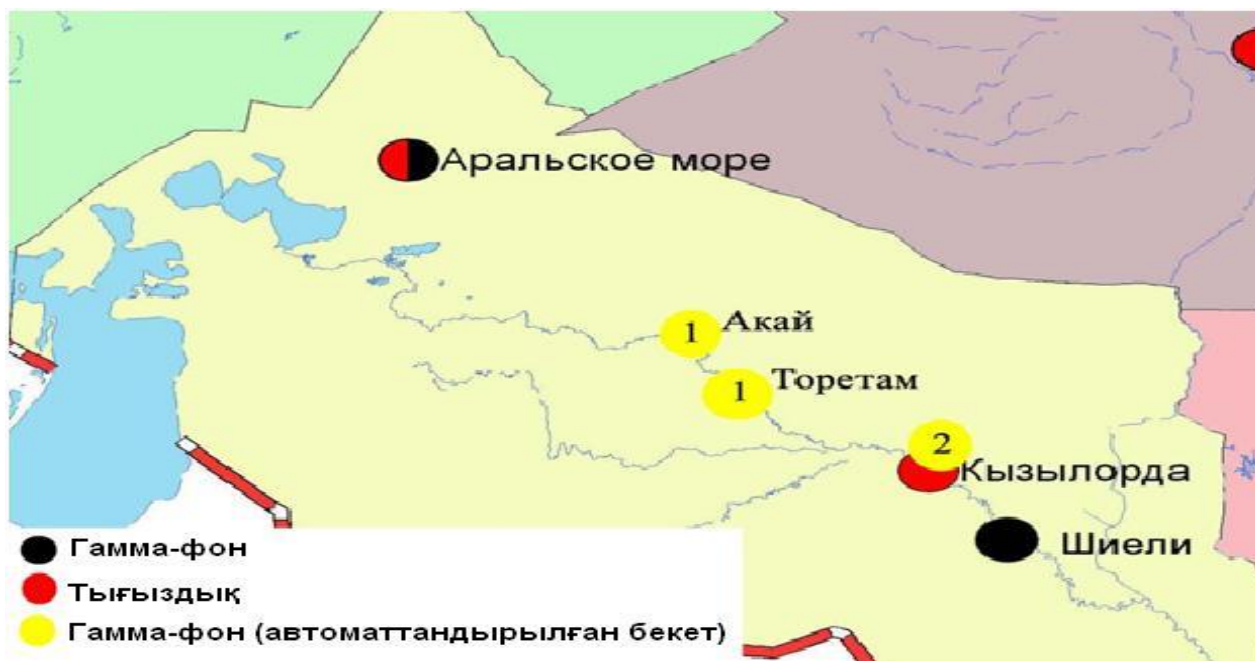 Аральское море
1 Акай
1 Торетам
2
Кызылорда
Шиели
Гамма-фон
Тығыздық
Гамма-фон (автоматтандырылған бекет)